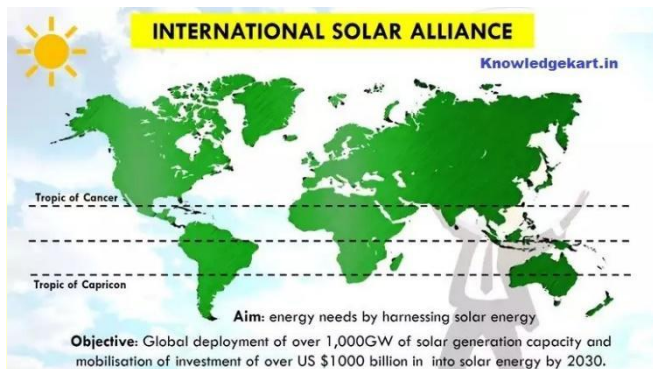 INTERNATIONAL SOLAR ALLIANCE
Knowledgekart.in
Tropic of Cancer
Tropic of Capricon
Aim: energy needs by harnessing solar energy
Objective: Global deployment of over 1,000GW of solar generation capacity and
mobilisation of investment of over US $1000 billion in into solar energy by 2030.